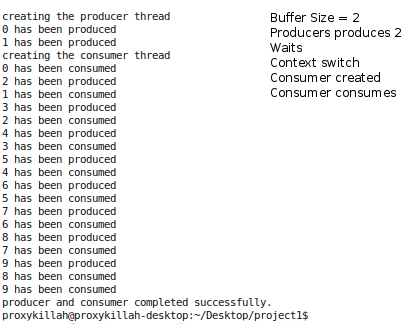 creating the producer thread
0 has been produced
1 has been produced
creating the consumer thread
0 has been consumed
2 has been produced
1 has been consumed
3 has been produced
2 has been consumed
4 has been produced
3 has been consumed
5 has been produced
4 has been consumed
6 has been produced
5 has been consumed
7 has been produced
6 has been consumed
8 has been produced
7 has been consumed
9 has been produced
8 has been consumed
9 has been consumed
producer and consumer completed successfully.
proxykillah@proxykillah-desktop:~/Desktop/project1$
Buffer Size = 2
Producers produces 2
Waits
Context switch
Consumer created
Consumer consumes